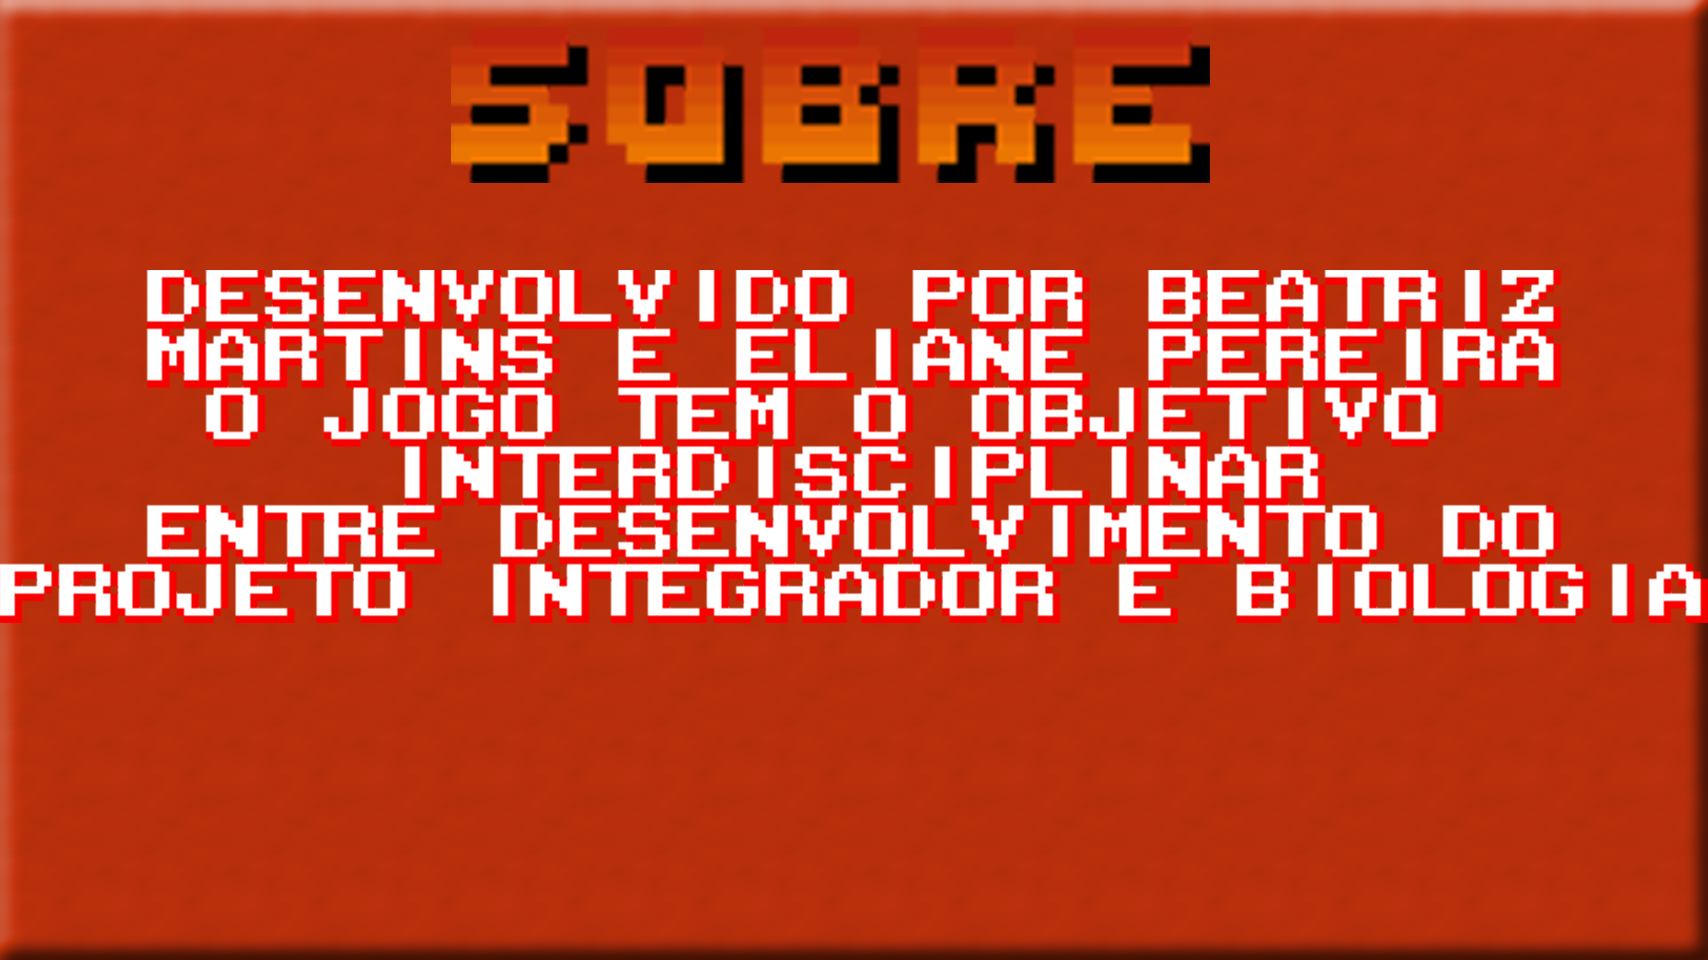 SOBRE
DESENVOLVIDO POR BEATRIZ
MARTINS E ELIANE PEREIRA
O JOGO TEM O OBJETIVO
INTERDISCIPLINAR
ENTRE DESENVOLVIMENTO DO
PROJETO INTEGRADOR E BIOLOGIA